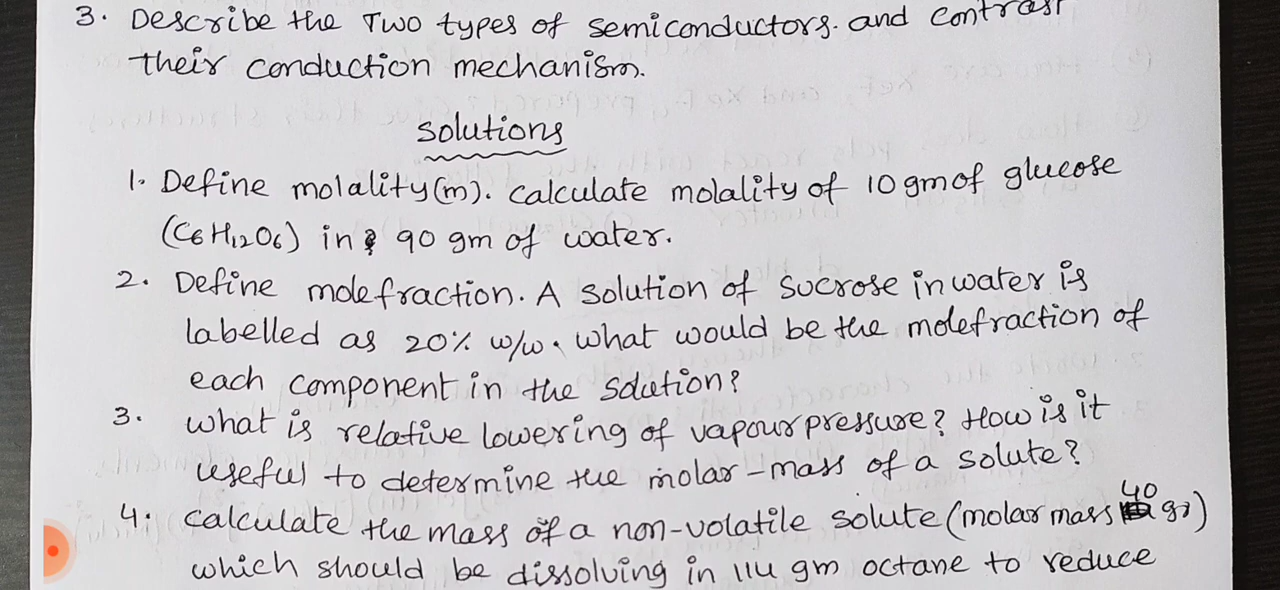 3. Describe the Two types of semiconductors. and contrast
their conduction mechanism.
Solutions
1. Define molality(m). calculate molality of 10 gm of glucose
(C6H12O6) in 90 gm of water.
2. Define molefraction. A solution of sucrose in water is
labelled as 20% w/w. what would be the molefraction of
each component in the solution?
3. what is relative lowering of vapour pressure? How is it
useful to determine the molar-mass of a solute?
4. calculate the mass of a non-volatile solute (molar mass 40 gr)
which should be dissolving in 114 gm octane to reduce